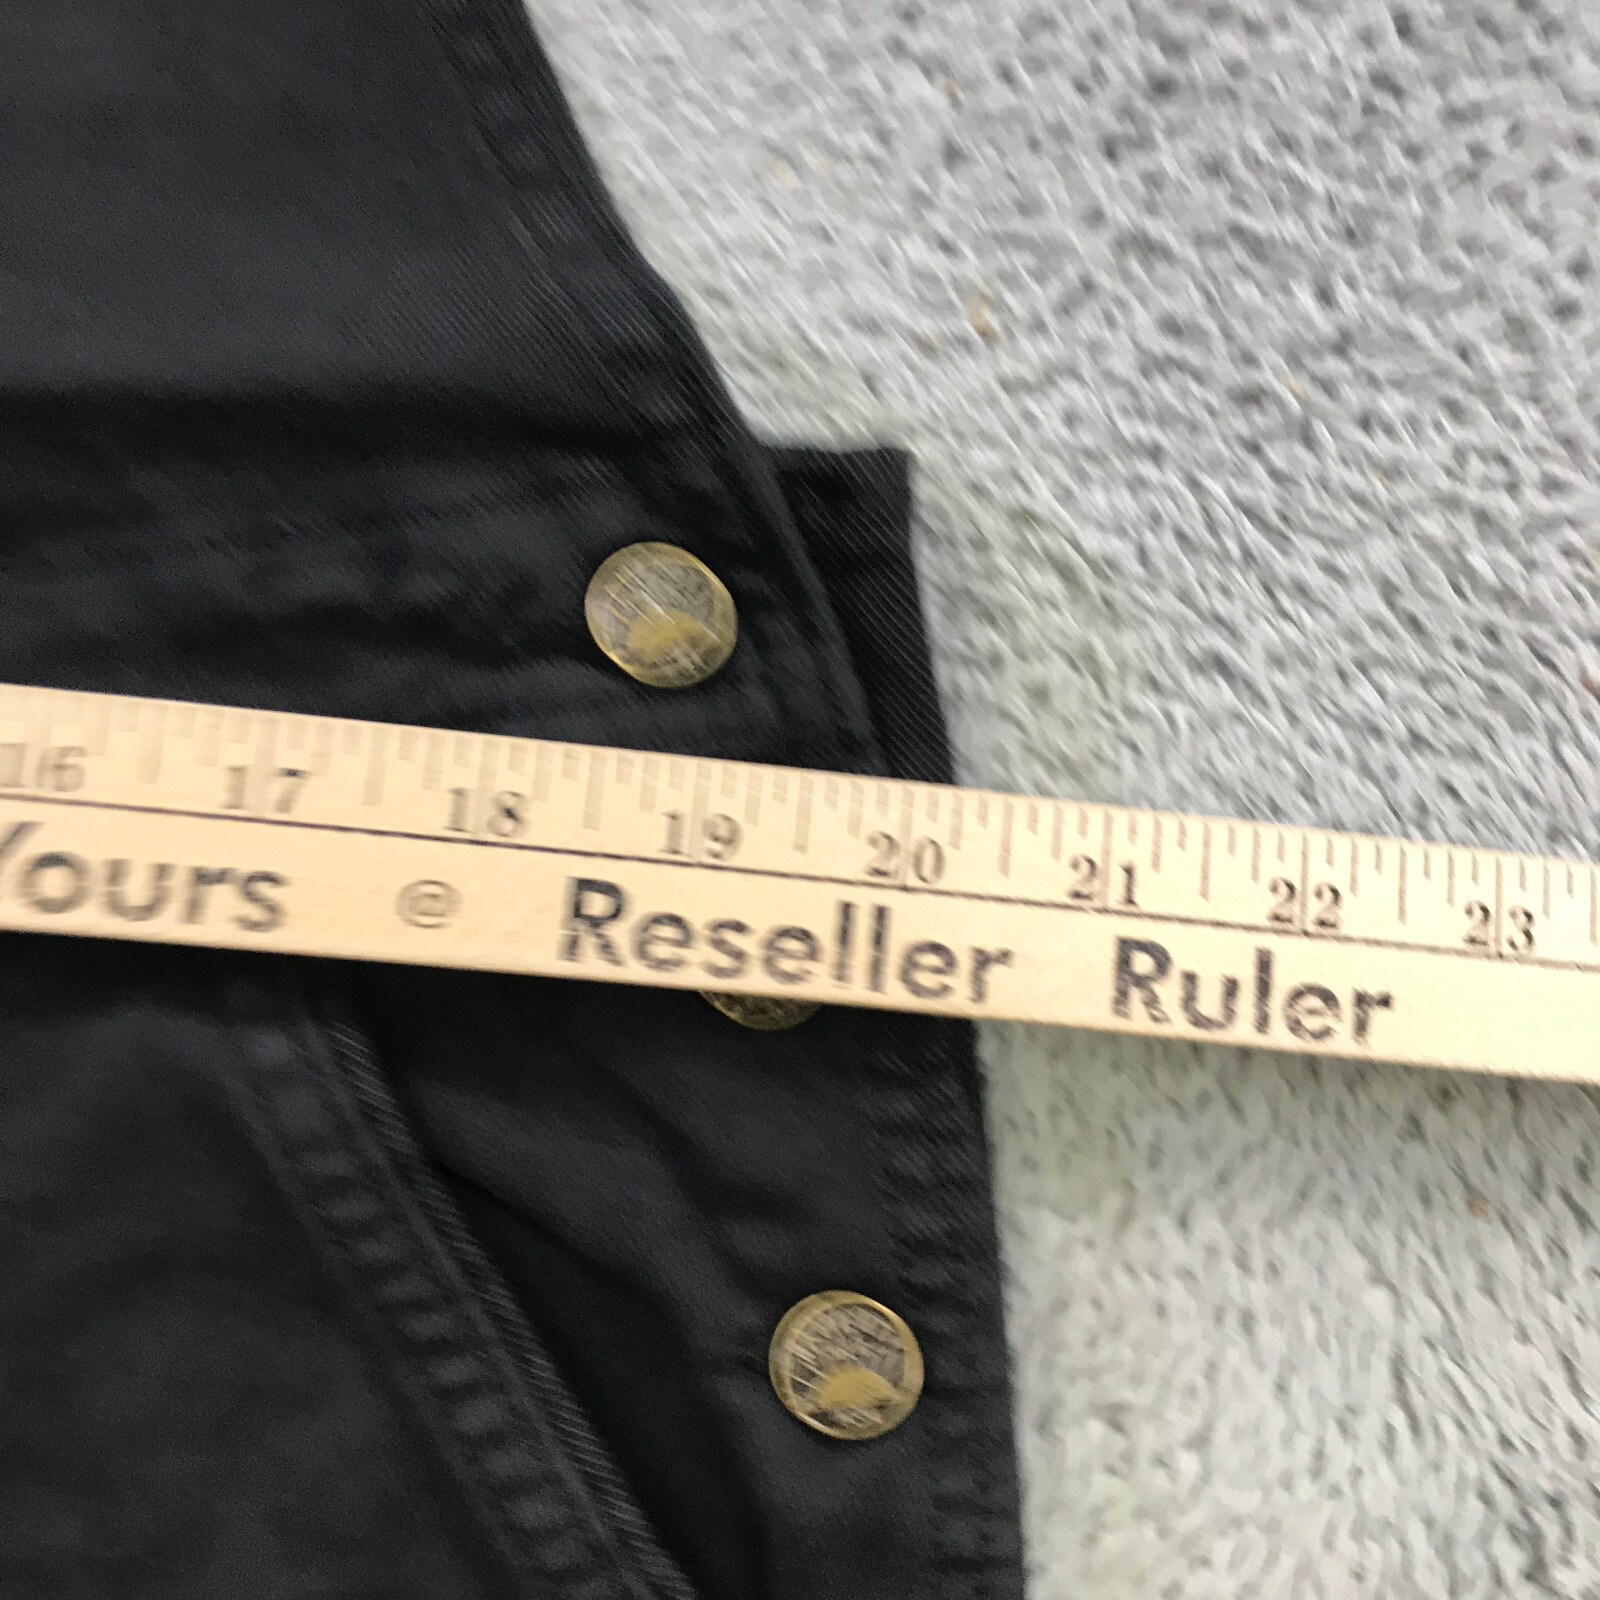 16 17 18 19 20 21 22 23
Yours @ Reseller Ruler